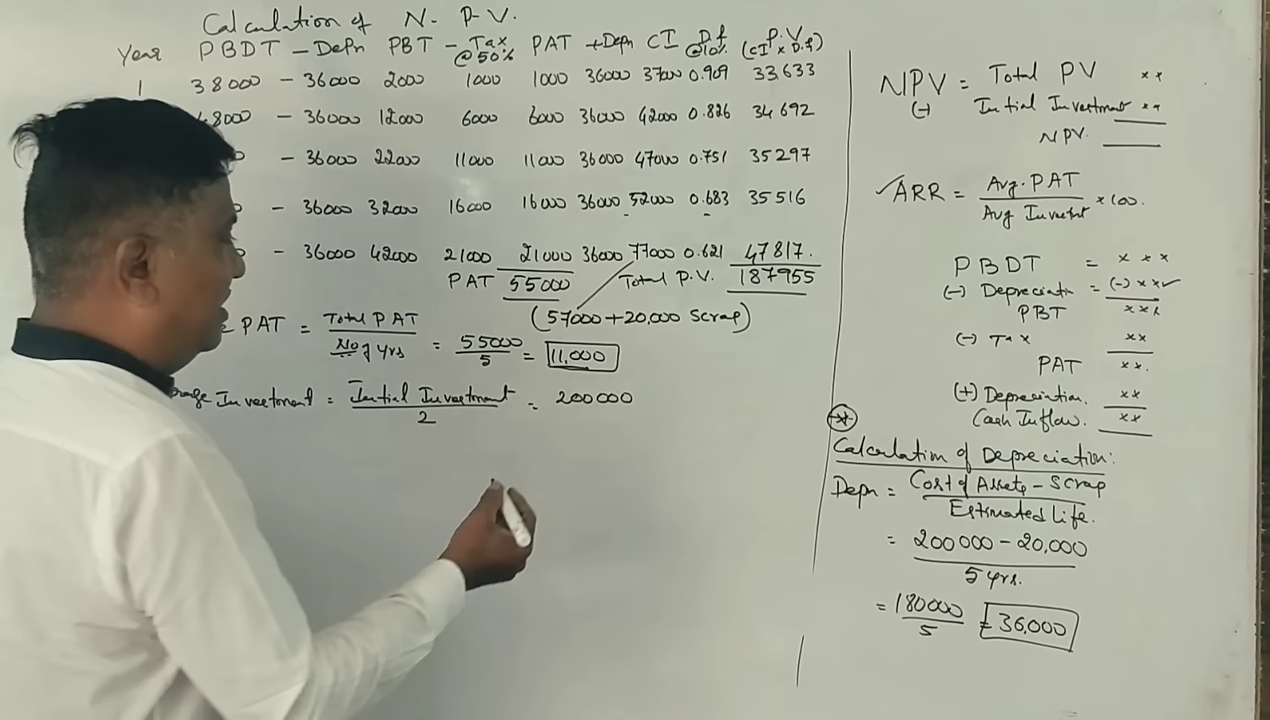 Calculation of N. P. V.
Year PBDT - Depn PBT - Tax @50% PAT + Depn CI D.f @10% P.V (CI x D.f)
1 38000 - 36000 2000 1000 1000 36000 37000 0.909 33633
48000 - 36000 12000 6000 6000 36000 42000 0.826 34692
- 36000 22000 11000 11000 36000 47000 0.751 35297
- 36000 32000 16000 16000 36000 52000 0.683 35516
- 36000 42000 21000 21000 36000 77000 0.621 47817.
PAT 55000 Total P.V. 187955
(57000+20,000 Scrap)
PAT = Total PAT / No of yrs = 55000 / 5 = 11,000
Investment = Initial Investment / 2 = 200000
NPV = Total PV xx
(-) Initial Investment xx
NPV.
✓ARR = Avg. PAT / Avg Investnt x 100.
PBDT = xxx
(-) Depreciatn = (-) xx✓
PBT xxx
(-) Tax xx
PAT xx.
(+) Depreciation. xx
Cash Inflow. xx
Calculation of Depreciation:
Depn = Cost of Assets - Scrap / Estimated Life.
= 200000 - 20,000 / 5 yrs.
= 180000 / 5 = 36,000